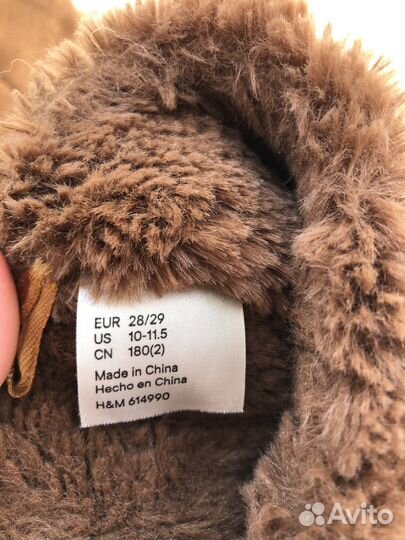 EUR 28/29
US 10-11.5
CN 180(2)
Made in China
Hecho en China
H&M 614990
Avito